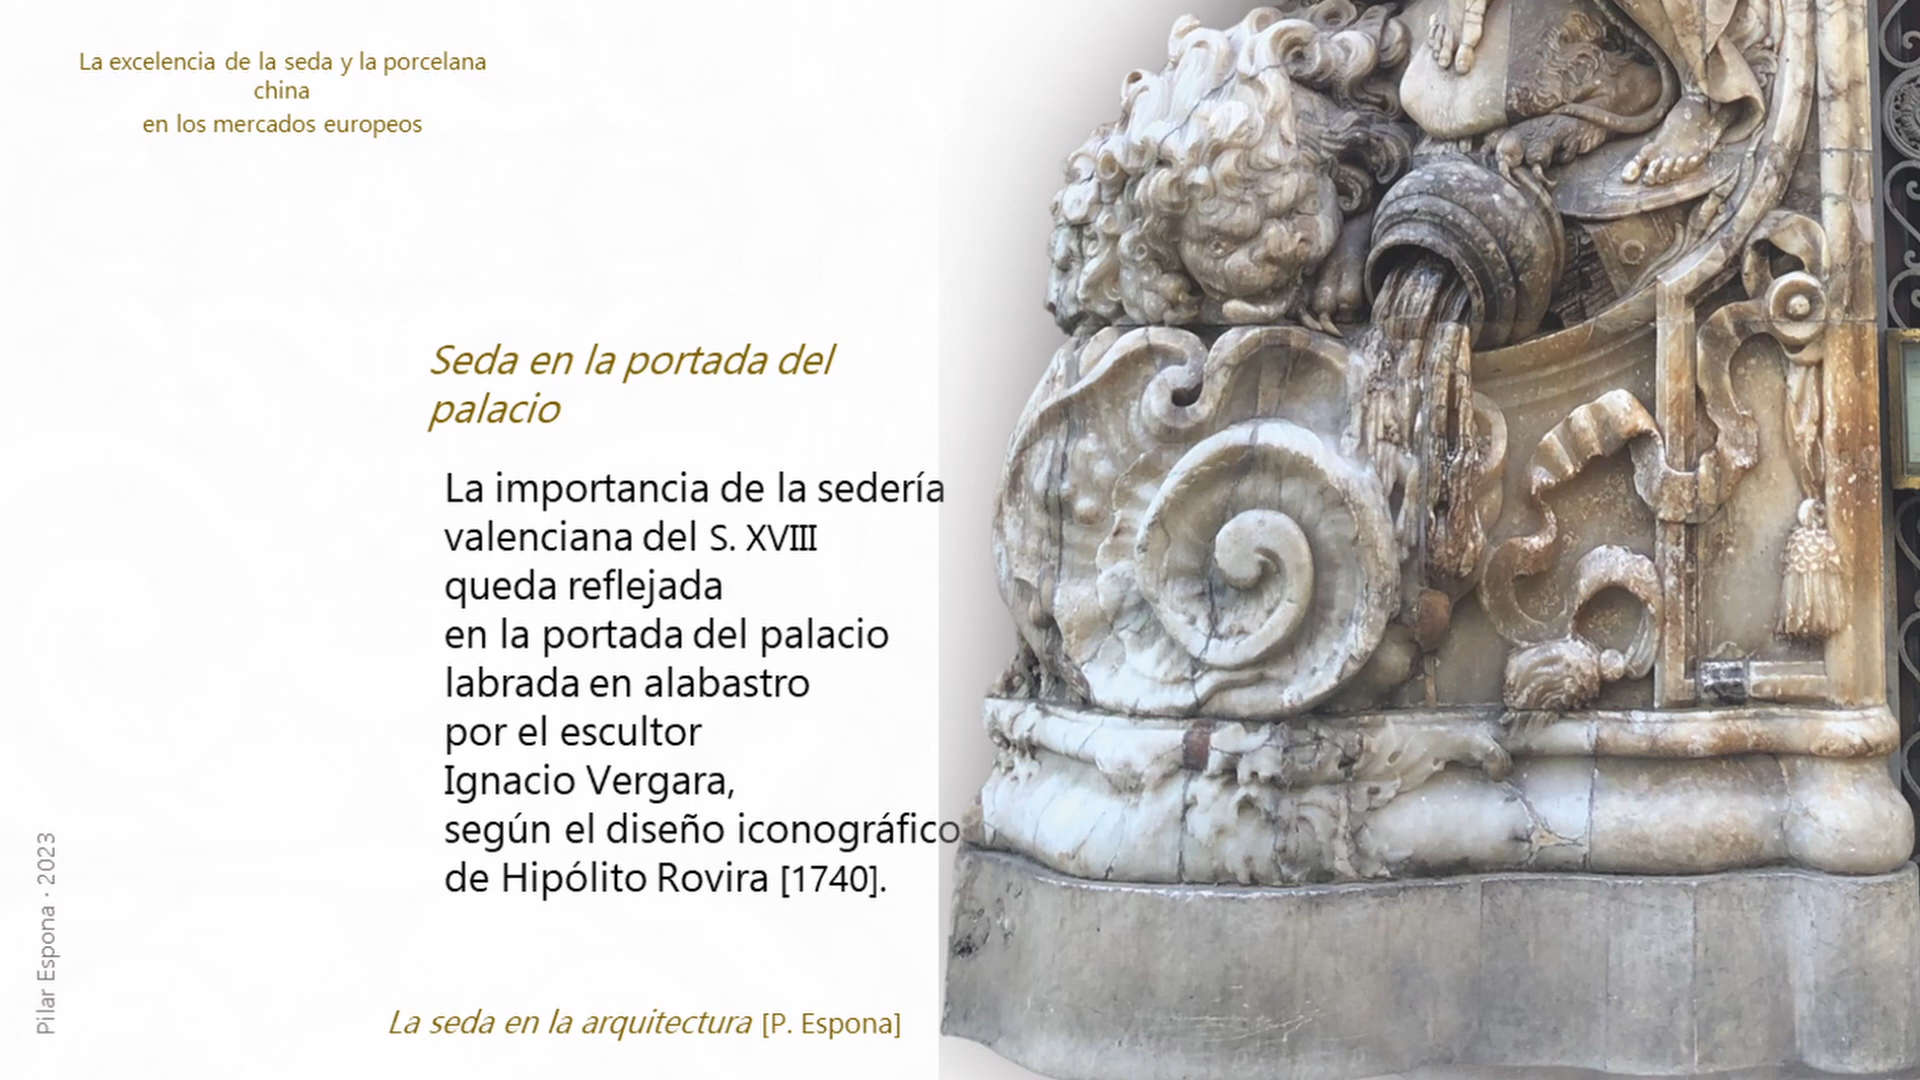 La excelencia de la seda y la porcelana
china
en los mercados europeos
Seda en la portada del
palacio
La importancia de la sedería
valenciana del S. XVIII
queda reflejada
en la portada del palacio
labrada en alabastro
por el escultor
Ignacio Vergara,
según el diseño iconográfico
de Hipólito Rovira [1740].
La seda en la arquitectura [P. Espona]
Pilar Espona · 2023